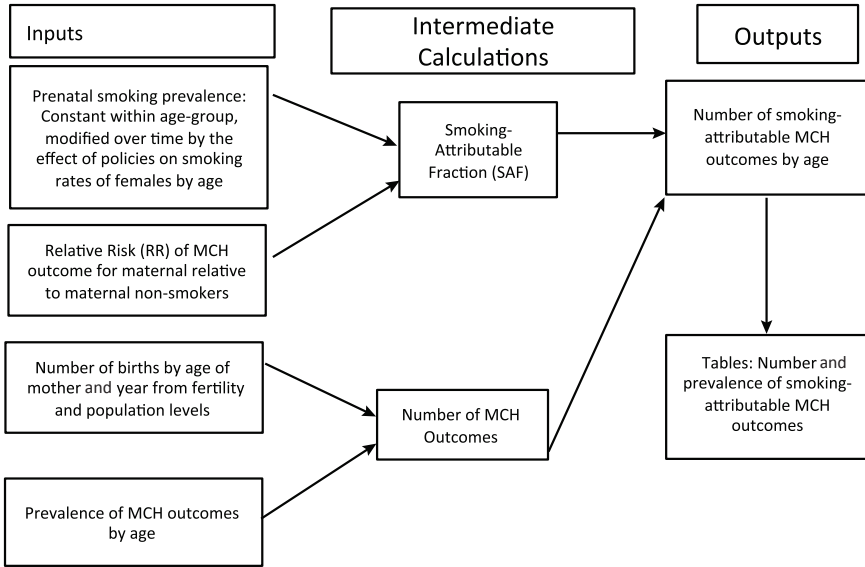 Inputs
Intermediate
Calculations
Outputs
Prenatal smoking prevalence:
Constant within age-group,
modified over time by the
effect of policies on smoking
rates of females by age
Relative Risk (RR) of MCH
outcome for maternal relative
to maternal non-smokers
Number of births by age of
mother and year from fertility
and population levels
Prevalence of MCH outcomes
by age
Smoking-
Attributable
Fraction (SAF)
Number of MCH
Outcomes
Number of smoking-
attributable MCH
outcomes by age
Tables: Number and
prevalence of smoking-
attributable MCH
outcomes